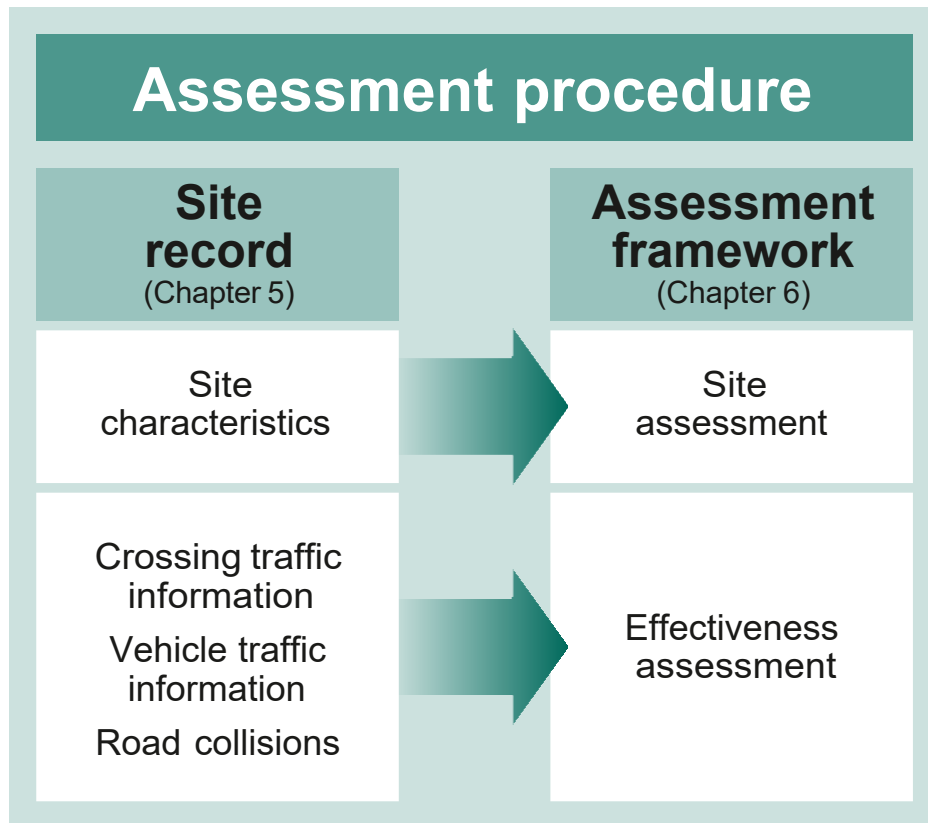 Assessment procedure
Site
record
(Chapter 5)
Assessment
framework
(Chapter 6)
Site
characteristics
Site
assessment
Crossing traffic
information
Vehicle traffic
information
Road collisions
Effectiveness
assessment